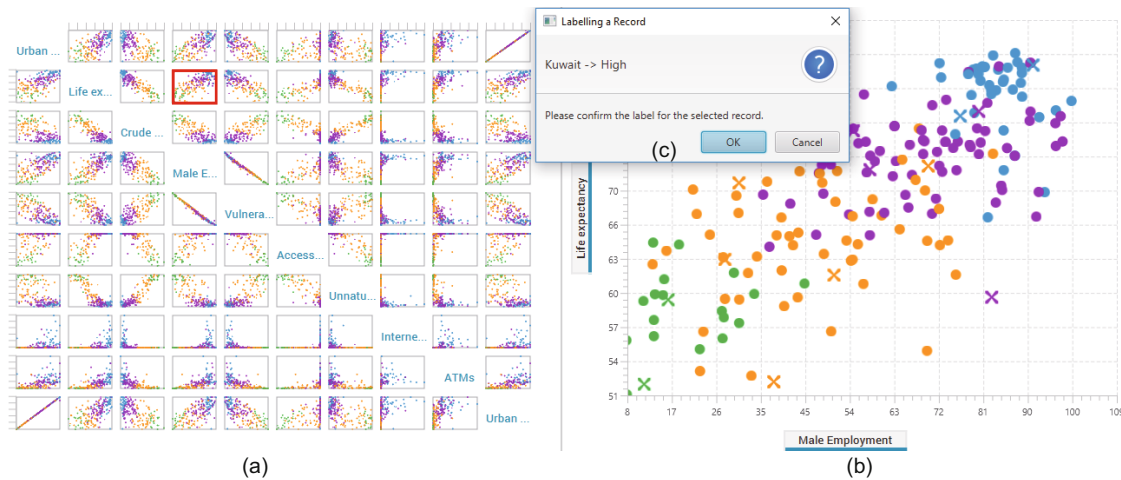 Urban ...
Life ex...
Crude ...
Male E...
Vulnera...
Access...
Unnatu...
Interne...
ATMs
Urban ...
(a)
Labelling a Record
Kuwait -> High
?
Please confirm the label for the selected record.
OK
Cancel
(c)
Life expectancy
70
66
63
60
57
54
51
8
17
26
35
45
54
63
72
81
90
100
109
Male Employment
(b)